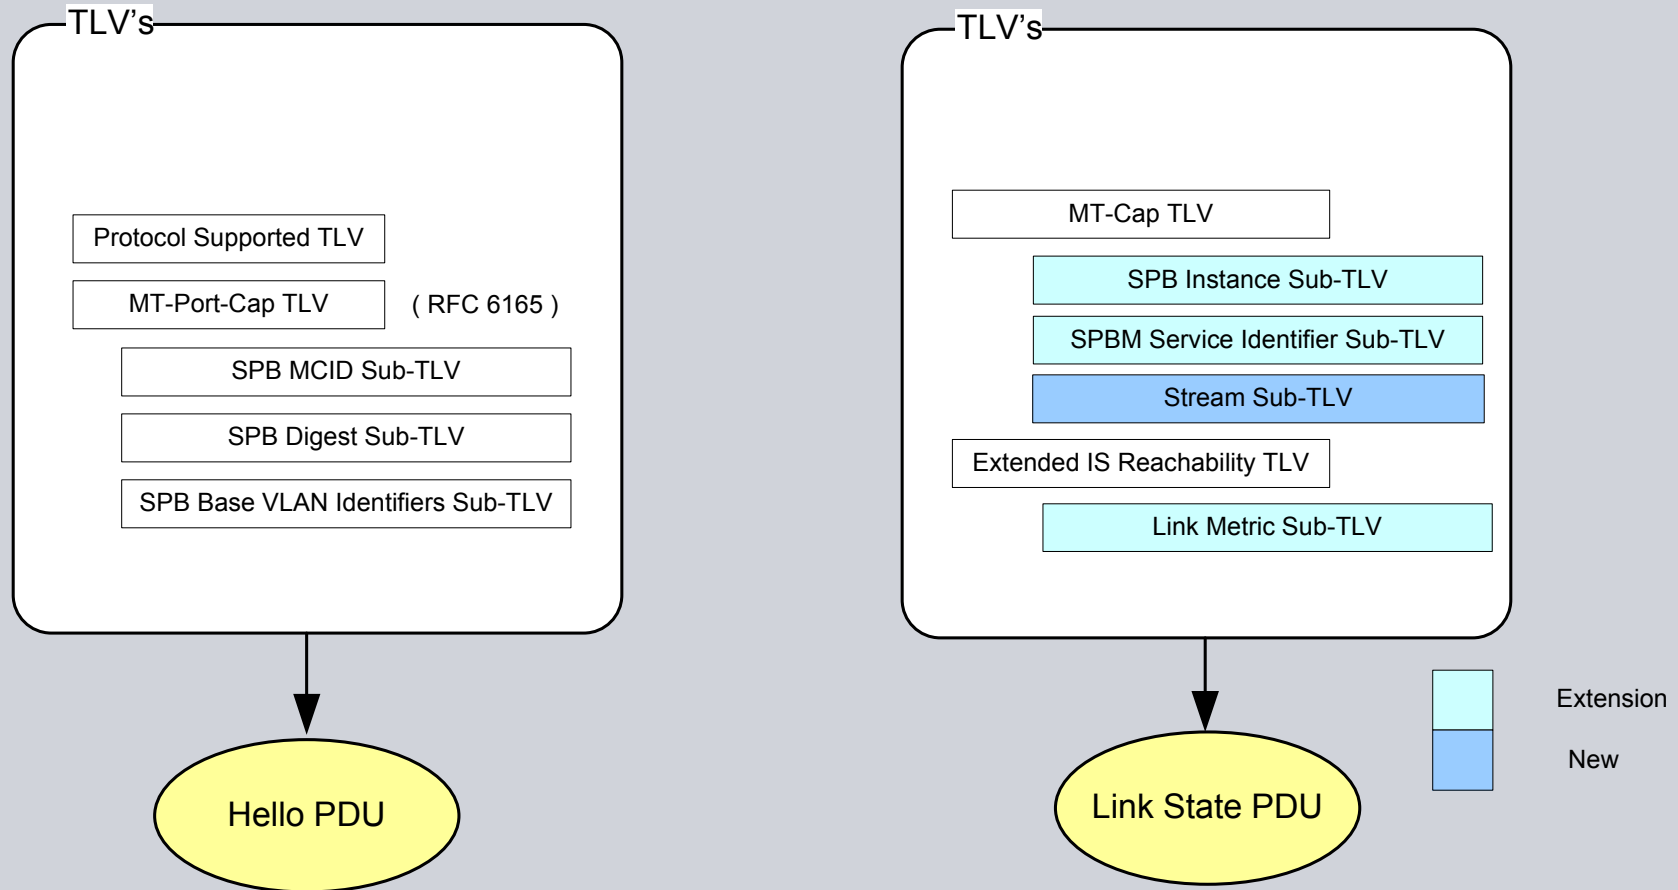 TLV's
Protocol Supported TLV
MT-Port-Cap TLV
( RFC 6165 )
SPB MCID Sub-TLV
SPB Digest Sub-TLV
SPB Base VLAN Identifiers Sub-TLV
Hello PDU
TLV's
MT-Cap TLV
SPB Instance Sub-TLV
SPBM Service Identifier Sub-TLV
Stream Sub-TLV
Extended IS Reachability TLV
Link Metric Sub-TLV
Link State PDU
Extension
New